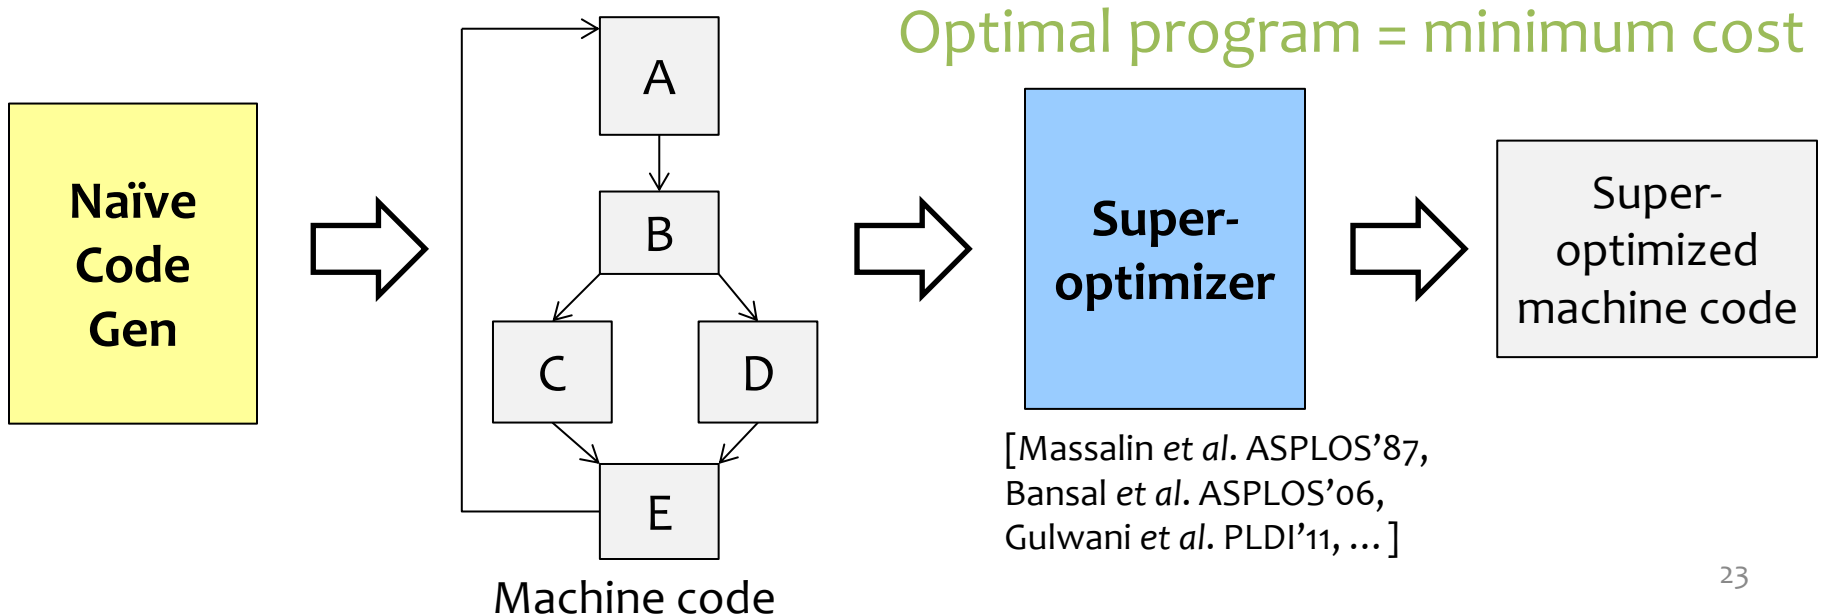 Optimal program = minimum cost
Naïve
Code
Gen
A
B
C
D
E
Machine code
Super-
optimizer
[Massalin et al. ASPLOS’87,
Bansal et al. ASPLOS’06,
Gulwani et al. PLDI’11, …]
Super-
optimized
machine code
23